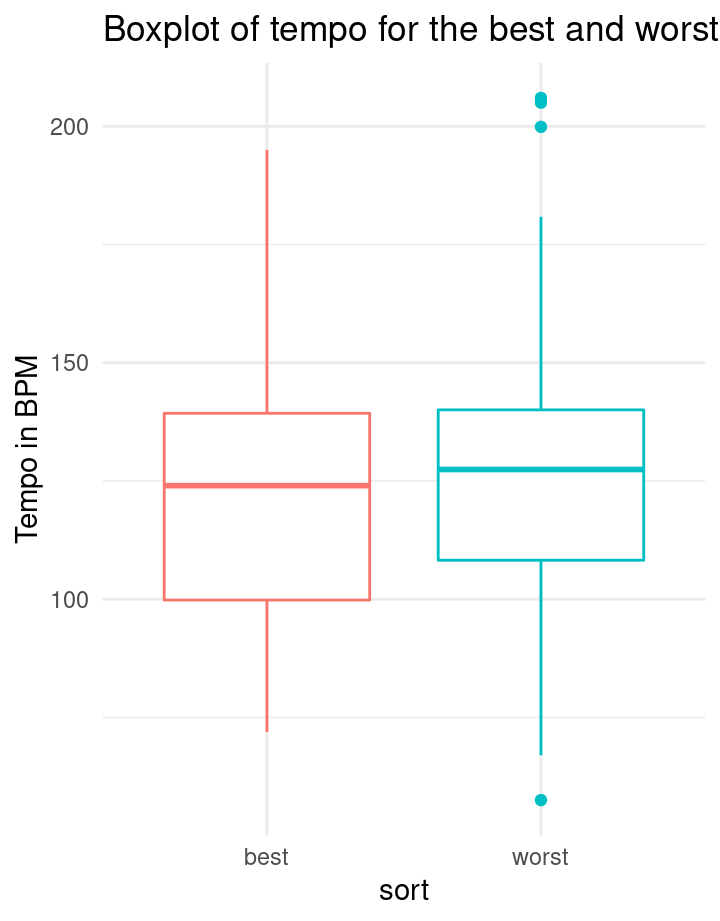 Boxplot of tempo for the best and worst
200
150
100
Tempo in BPM
best
worst
sort